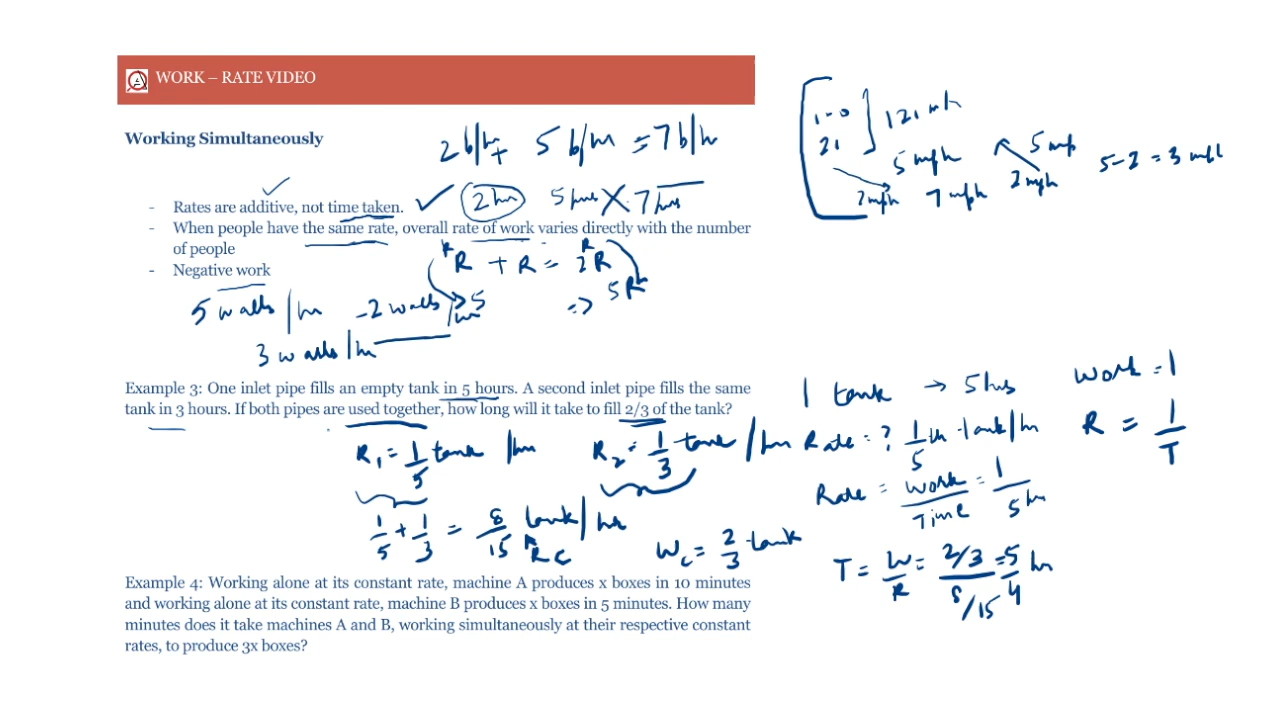 WORK – RATE VIDEO
Working Simultaneously
2b/hr + 5 b/hr = 7 b/h
- Rates are additive, not time taken.
2 hr 5 hrs 7 hrs
- When people have the same rate, overall rate of work varies directly with the number
of people
R + R = 2R
- Negative work
5R
5 walls/hr -2 walls/hr
3 walls/hr
21
121
5 mph
2mph
7 mph
5 mph
2 mph
5-2 = 3 mph
Example 3: One inlet pipe fills an empty tank in 5 hours. A second inlet pipe fills the same
tank in 3 hours. If both pipes are used together, how long will it take to fill 2/3 of the tank?
R1 = 1/5 tank/hr R2 = 1/3 tank/hr
1/5 + 1/3 = 8/15 tank/hr
Rc
Wc = 2/3 tank
1 tank → 5 hrs
Rate = ? 1/5 th tank/hr
Rate = Work/Time = 1/5 hr
T = W/R = 2/3 / 8/15 = 5/4 hr
Work = 1
R = 1/T
Example 4: Working alone at its constant rate, machine A produces x boxes in 10 minutes
and working alone at its constant rate, machine B produces x boxes in 5 minutes. How many
minutes does it take machines A and B, working simultaneously at their respective constant
rates, to produce 3x boxes?